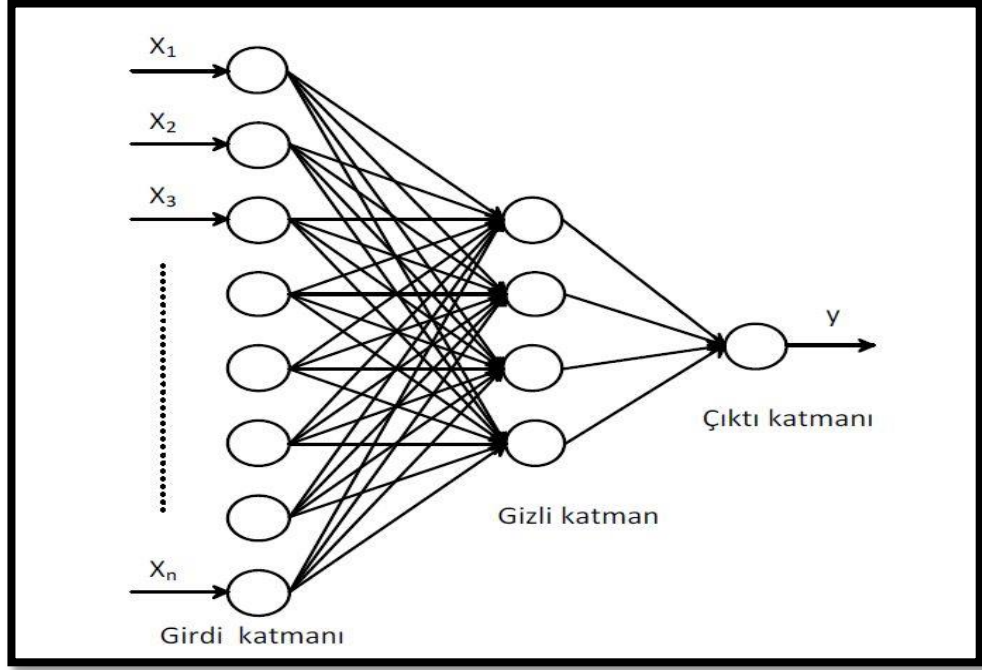 X₁
X₂
X₃
Xₙ
Girdi katmanı
Gizli katman
Çıktı katmanı
y